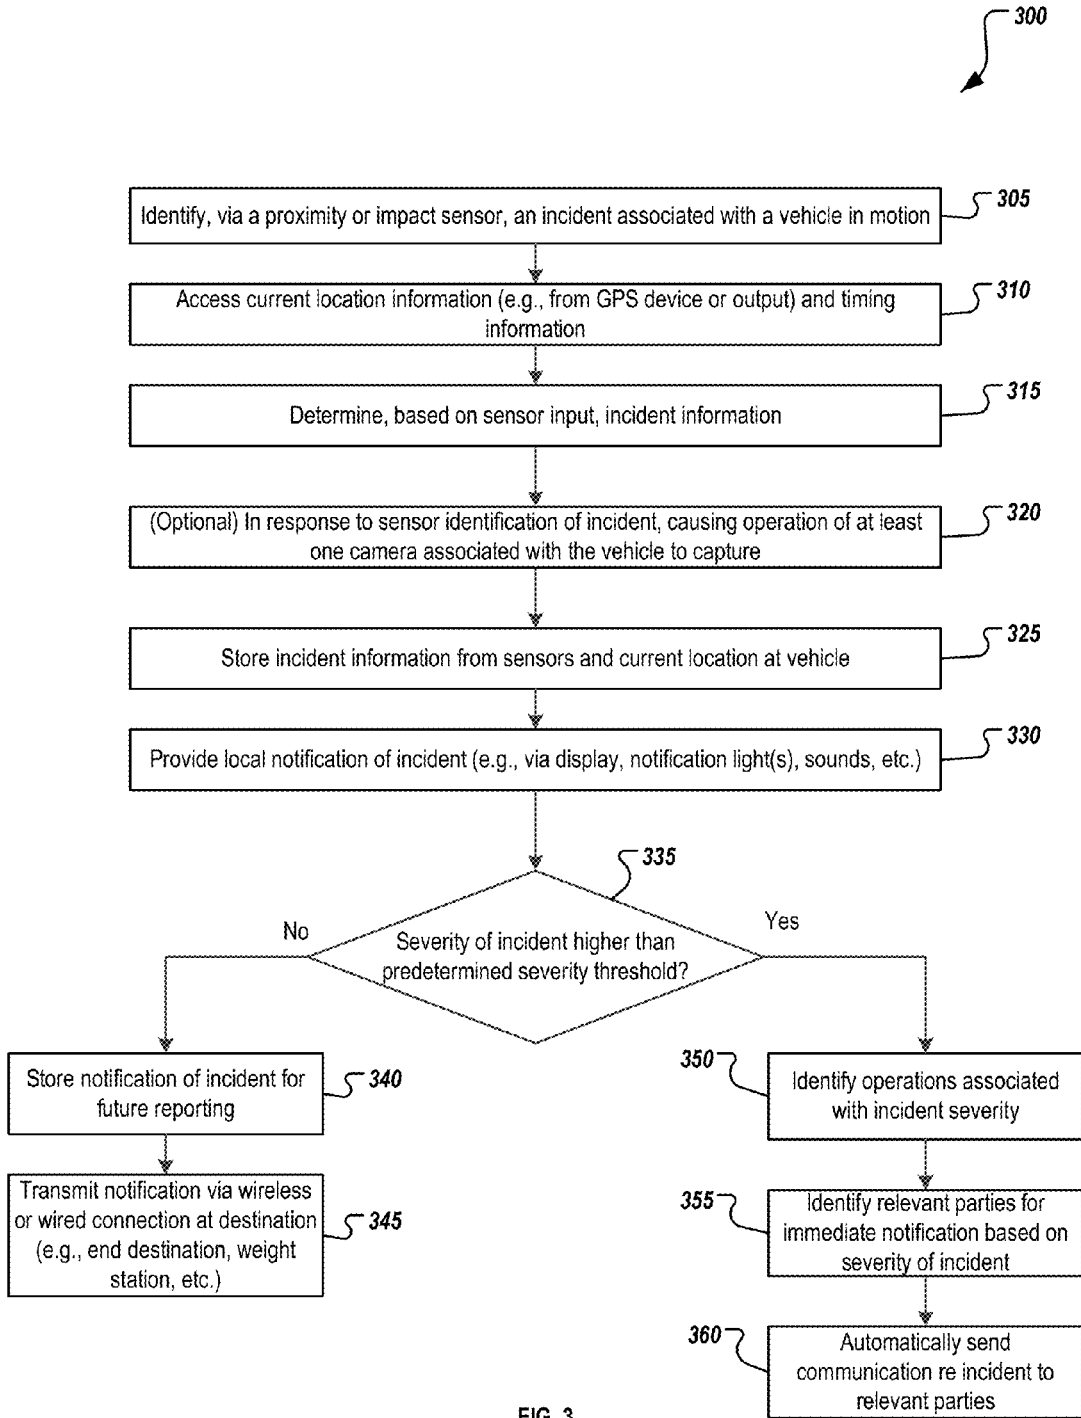 300
Identify, via a proximity or impact sensor, an incident associated with a vehicle in motion
305
Access current location information (e.g., from GPS device or output) and timing
information
310
Determine, based on sensor input, incident information
315
(Optional) In response to sensor identification of incident, causing operation of at least
one camera associated with the vehicle to capture
320
Store incident information from sensors and current location at vehicle
325
Provide local notification of incident (e.g., via display, notification light(s), sounds, etc.)
330
335
Severity of incident higher than
predetermined severity threshold?
No
Yes
Store notification of incident for
future reporting
340
Transmit notification via wireless
or wired connection at destination
(e.g., end destination, weight
station, etc.)
345
350
Identify operations associated
with incident severity
355
Identify relevant parties for
immediate notification based on
severity of incident
360
Automatically send
communication re incident to
relevant parties
FIG. 3